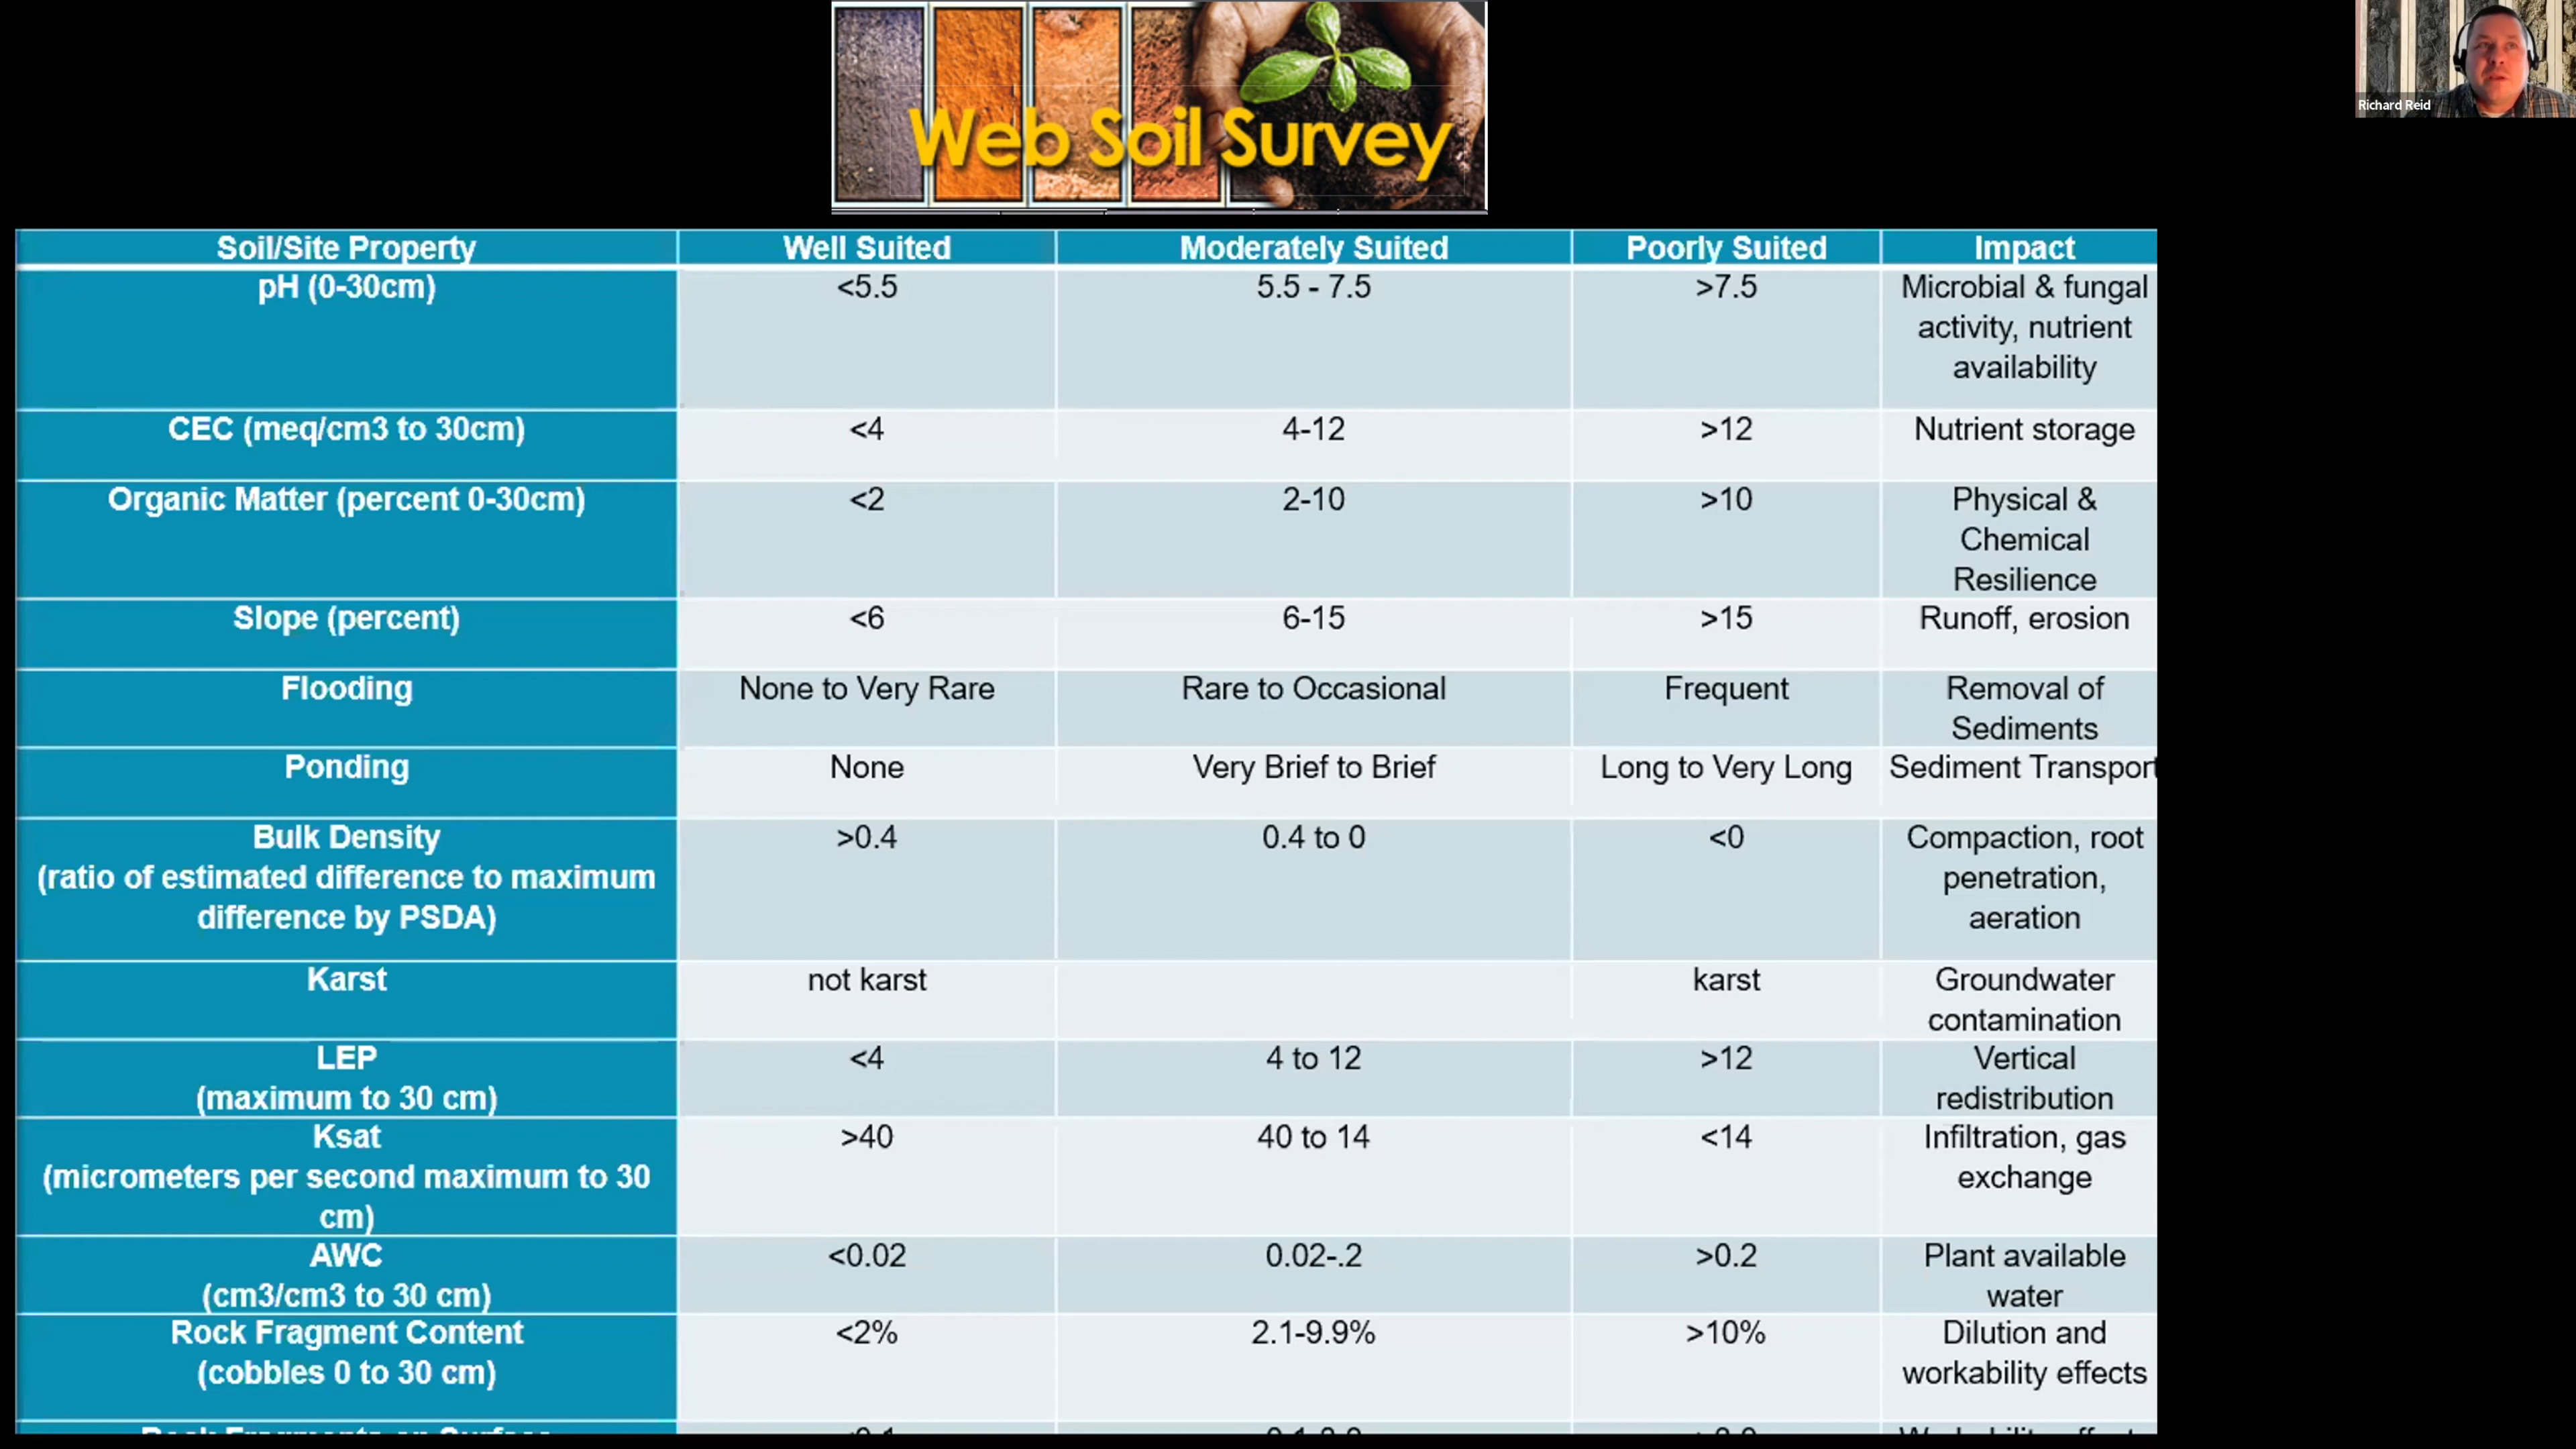 Web Soil Survey
Richard Reid
Soil/Site Property Well Suited Moderately Suited Poorly Suited Impact
pH (0-30cm) <5.5 5.5 - 7.5 >7.5 Microbial & fungal
activity, nutrient
availability
CEC (meq/cm3 to 30cm) <4 4-12 >12 Nutrient storage
Organic Matter (percent 0-30cm) <2 2-10 >10 Physical &
Chemical
Resilience
Slope (percent) <6 6-15 >15 Runoff, erosion
Flooding None to Very Rare Rare to Occasional Frequent Removal of
Sediments
Ponding None Very Brief to Brief Long to Very Long Sediment Transport
Bulk Density >0.4 0.4 to 0 <0 Compaction, root
(ratio of estimated difference to maximum penetration,
difference by PSDA) aeration
Karst not karst karst Groundwater
contamination
LEP <4 4 to 12 >12 Vertical
(maximum to 30 cm) redistribution
Ksat >40 40 to 14 <14 Infiltration, gas
(micrometers per second maximum to 30 exchange
cm)
AWC <0.02 0.02-.2 >0.2 Plant available
(cm3/cm3 to 30 cm) water
Rock Fragment Content <2% 2.1-9.9% >10% Dilution and
(cobbles 0 to 30 cm) workability effects